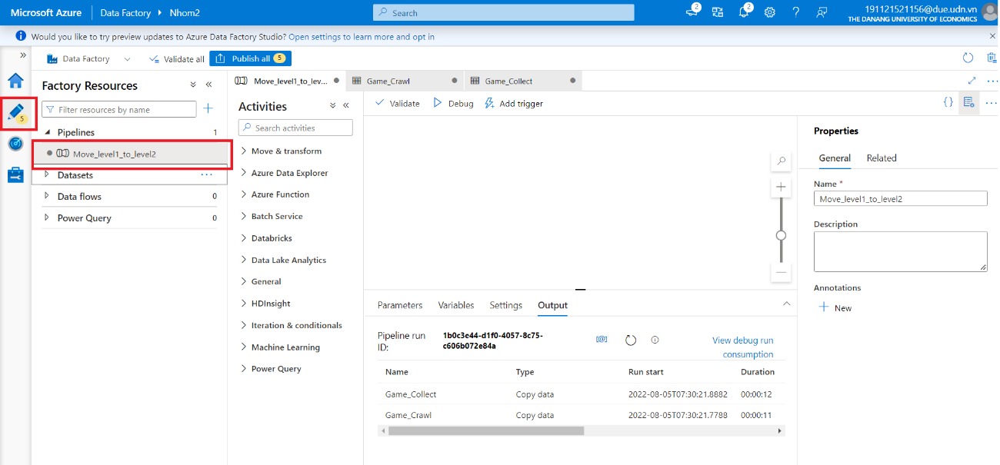 Microsoft Azure
Data Factory
Nhom2
Search
2
2
191121521156@due.udn.vn
THE DANANG UNIVERSITY OF ECONOMICS
Would you like to try preview updates to Azure Data Factory Studio? Open settings to learn more and opt in
Data Factory
Validate all
Publish all 5
Factory Resources
Filter resources by name
5
Pipelines 1
Move_level1_to_level2
Datasets
Data flows 0
Power Query 0
Move_level1_to_lev...
Game_Crawl
Game_Collect
Activities
Search activities
Move & transform
Azure Data Explorer
Azure Function
Batch Service
Databricks
Data Lake Analytics
General
HDInsight
Iteration & conditionals
Machine Learning
Power Query
Validate
Debug
Add trigger
Parameters Variables Settings Output
Pipeline run
ID:
1b0c3e44-d1f0-4057-8c75-
c606b072e84a
View debug run
consumption
Name Type Run start Duration
Game_Collect Copy data 2022-08-05T07:30:21.8882 00:00:12
Game_Crawl Copy data 2022-08-05T07:30:21.7788 00:00:11
Properties
General Related
Name *
Move_level1_to_level2
Description
Annotations
New